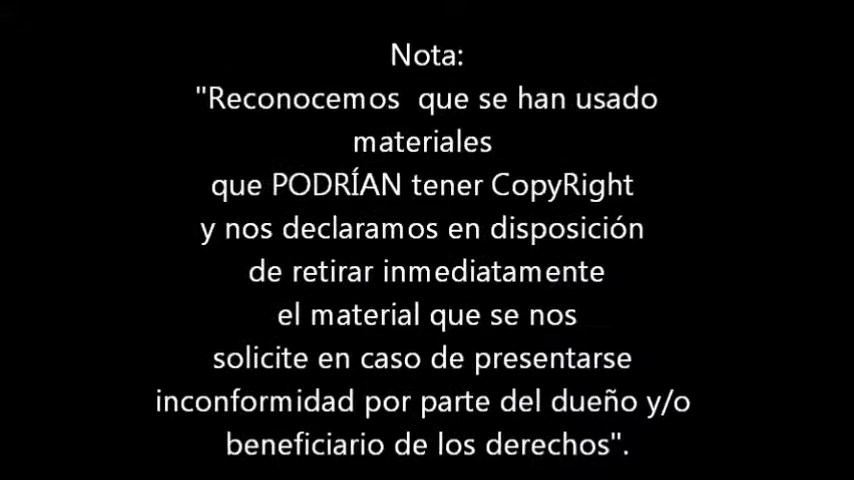 Nota:
"Reconocemos  que se han usado
materiales
que PODRÍAN tener CopyRight
y nos declaramos en disposición
de retirar inmediatamente
el material que se nos
solicite en caso de presentarse
inconformidad por parte del dueño y/o
beneficiario de los derechos".